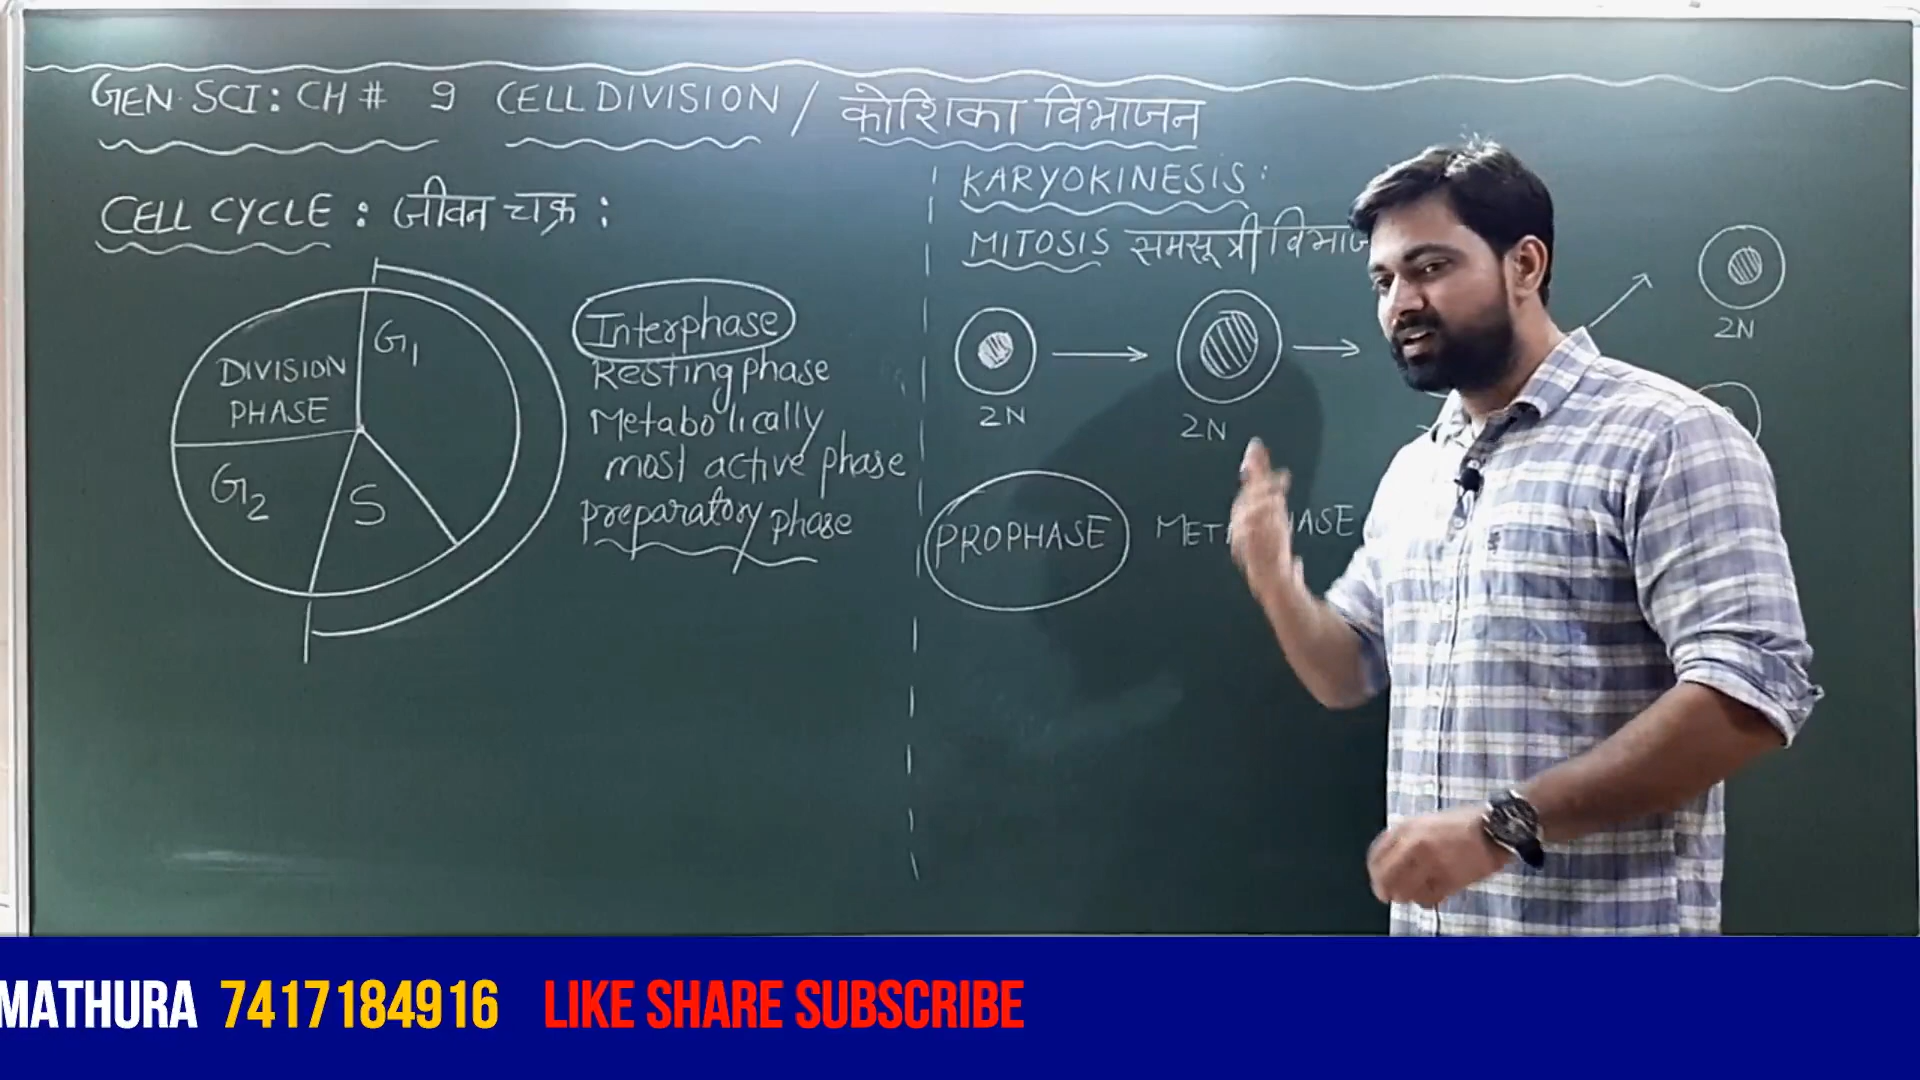 GEN. SCI: CH # 9 CELL DIVISION / कोशिका विभाजन
CELL CYCLE : जीवन चक्र :
G1
DIVISION
PHASE
G2
S
Interphase
Resting phase
Metabolically
most active phase
preparatory phase
KARYOKINESIS:
MITOSIS समसूत्री
2N
2N
2N
PROPHASE
MATHURA 7417184916 LIKE SHARE SUBSCRIBE